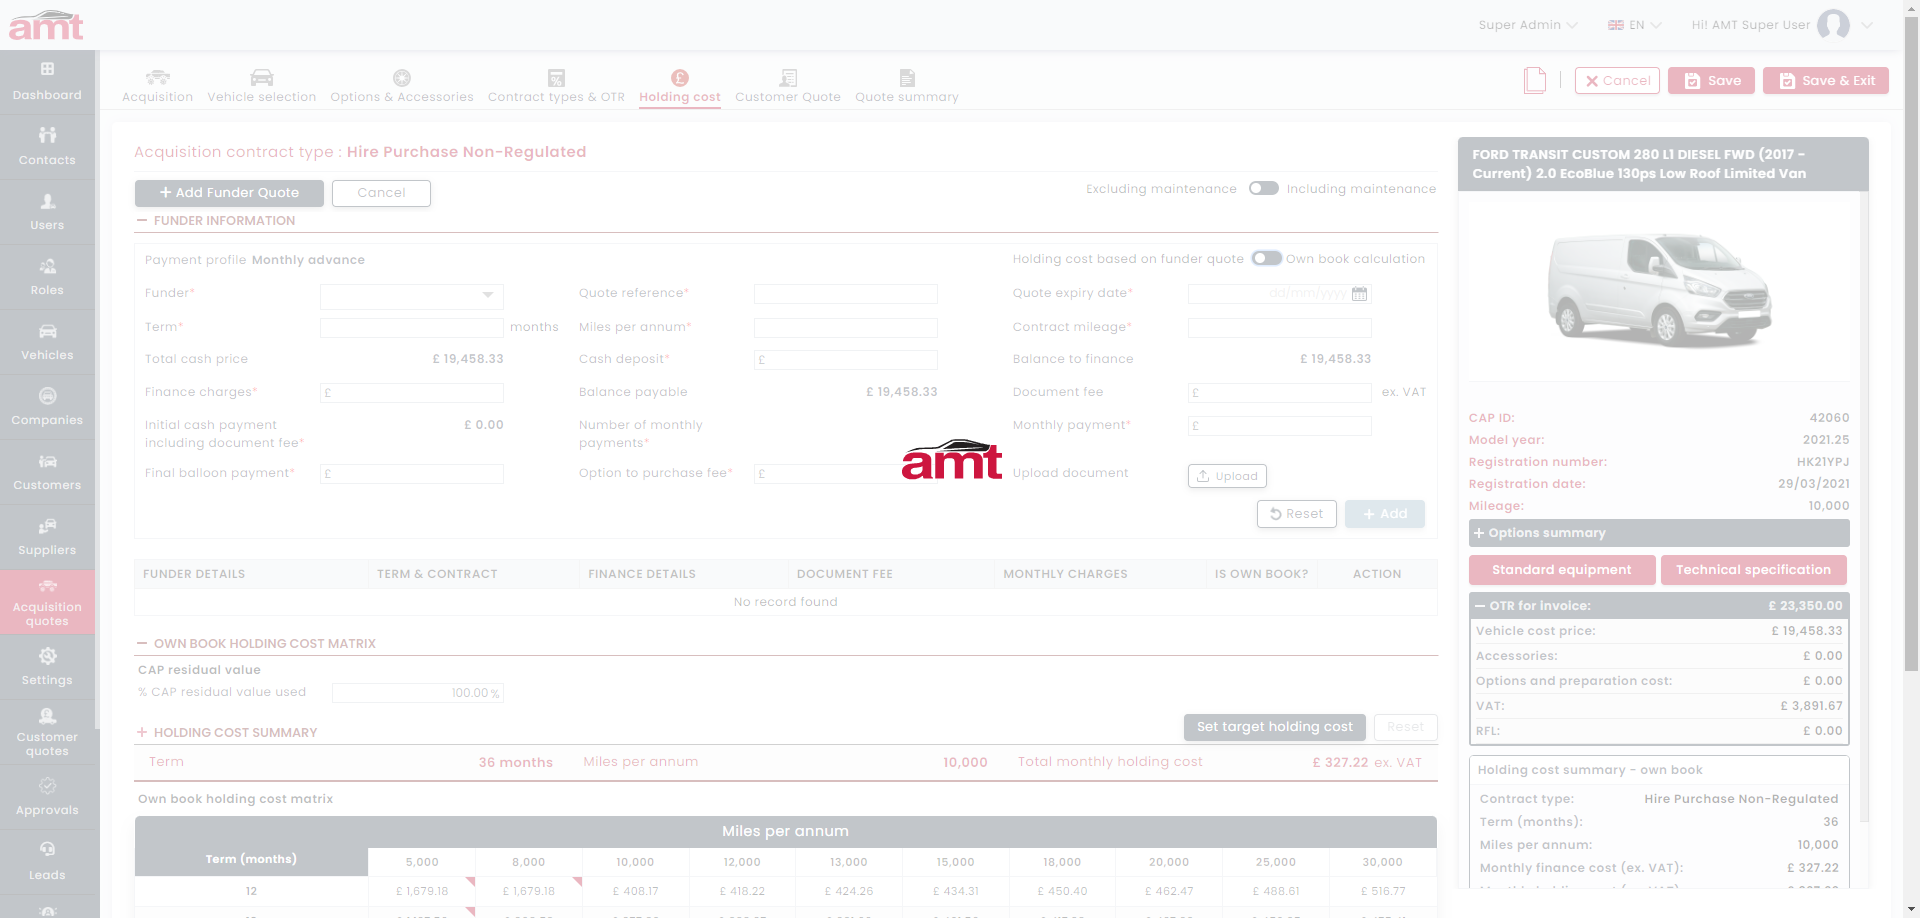 amt
Super Admin
EN
Hi! AMT Super User
Dashboard
Contacts
Users
Roles
Vehicles
Companies
Customers
Suppliers
Acquisition
quotes
Settings
Customer
quotes
Approvals
Leads
Acquisition
Vehicle selection
Options & Accessories
Contract types & OTR
Holding cost
Customer Quote
Quote summary
Cancel
Save
Save & Exit
Acquisition contract type : Hire Purchase Non-Regulated
+ Add Funder Quote
Cancel
Excluding maintenance
Including maintenance
FUNDER INFORMATION
Payment profile Monthly advance
Holding cost based on funder quote
Own book calculation
Funder*
Quote reference*
Quote expiry date*
dd/mm/yyyy
Term*
months
Miles per annum*
Contract mileage*
Total cash price
£ 19,458.33
Cash deposit*
£
Balance to finance
£ 19,458.33
Finance charges*
£
Balance payable
£ 19,458.33
Document fee
£
ex. VAT
Initial cash payment
including document fee*
£ 0.00
Number of monthly
payments*
Monthly payment*
£
Final balloon payment*
£
Option to purchase fee*
£
amt
Upload document
Upload
Reset
+ Add
FUNDER DETAILS
TERM & CONTRACT
FINANCE DETAILS
DOCUMENT FEE
MONTHLY CHARGES
IS OWN BOOK?
ACTION
No record found
OWN BOOK HOLDING COST MATRIX
CAP residual value
% CAP residual value used
100.00 %
HOLDING COST SUMMARY
Set target holding cost
Reset
Term
36 months
Miles per annum
10,000
Total monthly holding cost
£ 327.22 ex. VAT
Own book holding cost matrix
Miles per annum
Term (months)
5,000
8,000
10,000
12,000
13,000
15,000
18,000
20,000
25,000
30,000
12
£ 1,679.18
£ 1,679.18
£ 408.17
£ 418.22
£ 424.26
£ 434.31
£ 450.40
£ 462.47
£ 488.61
£ 516.77
FORD TRANSIT CUSTOM 280 L1 DIESEL FWD (2017 -
Current) 2.0 EcoBlue 130ps Low Roof Limited Van
CAP ID:
42060
Model year:
2021.25
Registration number:
HK21YPJ
Registration date:
29/03/2021
Mileage:
10,000
Options summary
Standard equipment
Technical specification
OTR for invoice:
£ 23,350.00
Vehicle cost price:
£ 19,458.33
Accessories:
£ 0.00
Options and preparation cost:
£ 0.00
VAT:
£ 3,891.67
RFL:
£ 0.00
Holding cost summary - own book
Contract type:
Hire Purchase Non-Regulated
Term (months):
36
Miles per annum:
10,000
Monthly finance cost (ex. VAT):
£ 327.22